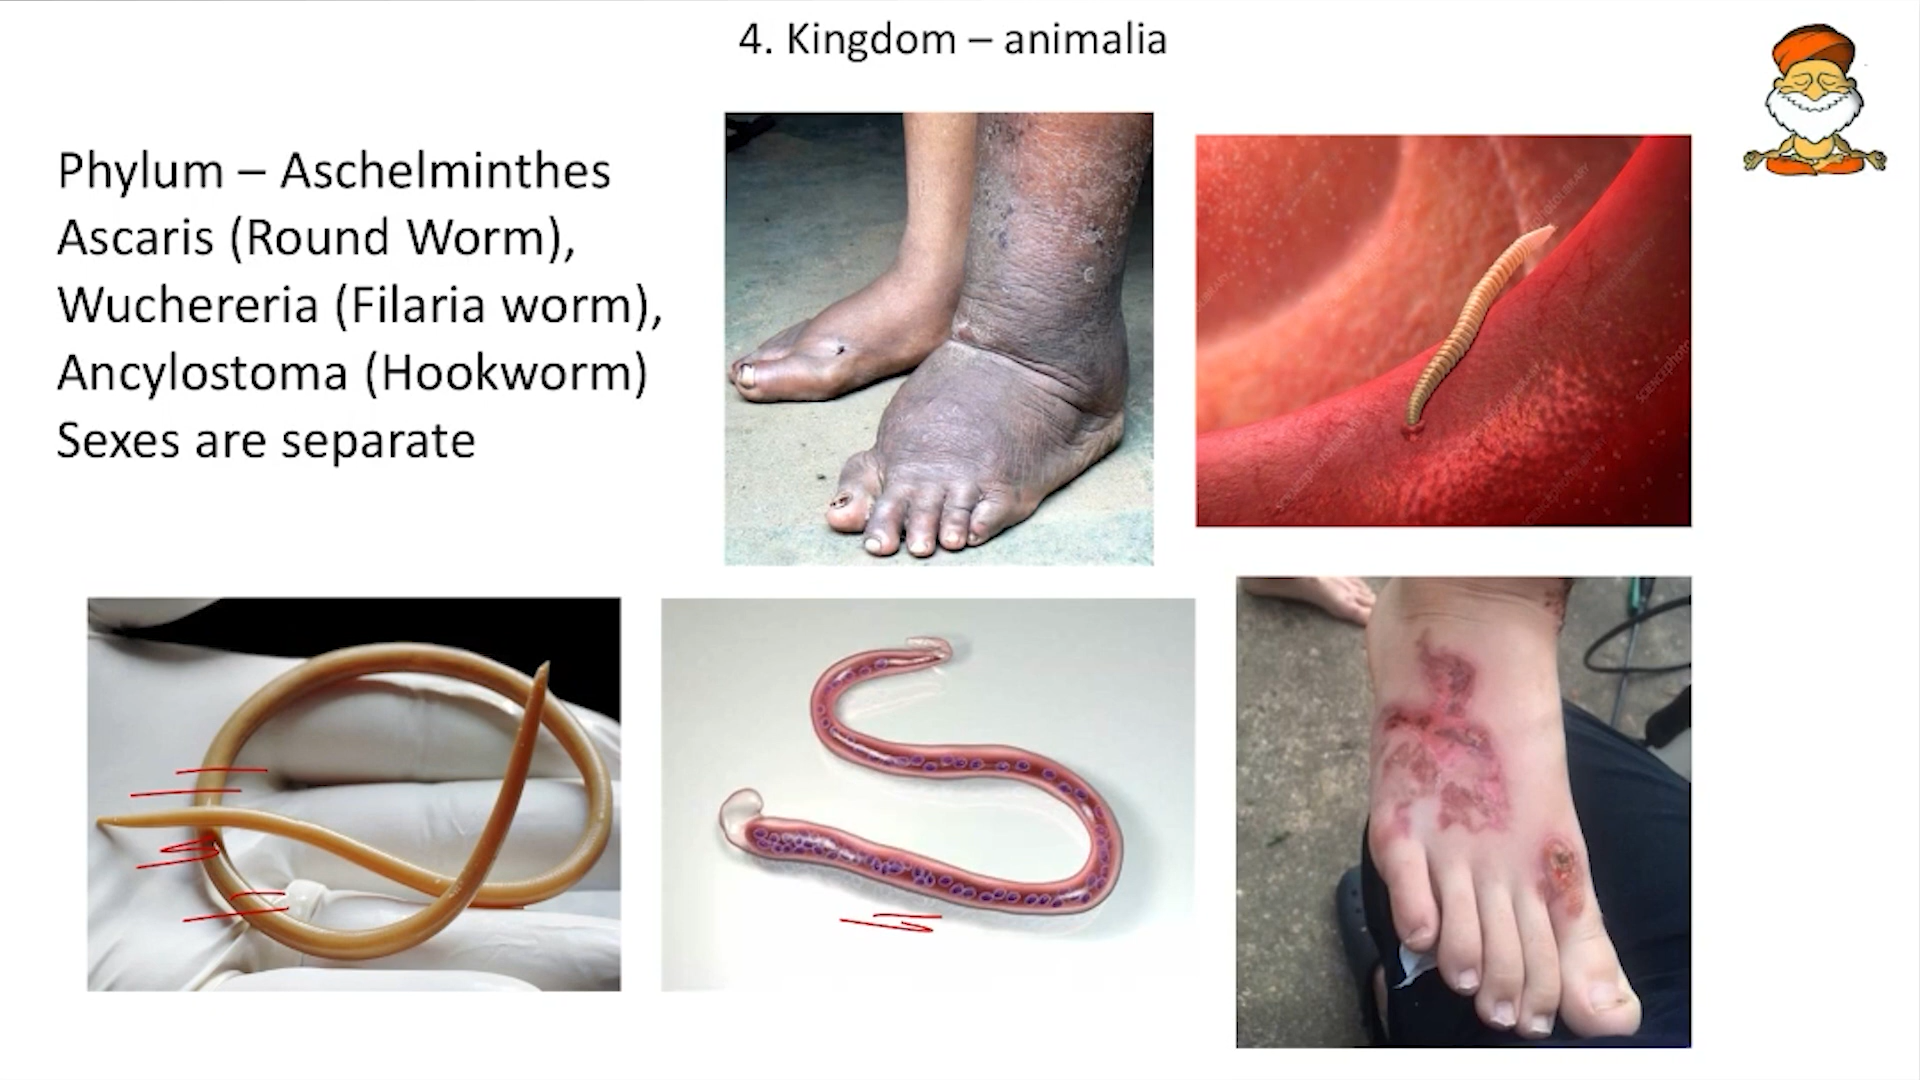 4. Kingdom – animalia
Phylum – Aschelminthes
Ascaris (Round Worm),
Wuchereria (Filaria worm),
Ancylostoma (Hookworm)
Sexes are separate